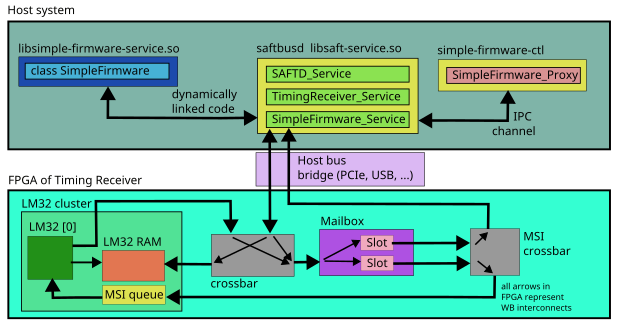 Host system
libsimple-firmware-service.so
class SimpleFirmware
saftbusd libsaft-service.so
SAFTD_Service
TimingReceiver_Service
SimpleFirmware_Service
simple-firmware-ctl
SimpleFirmware_Proxy
dynamically
linked code
IPC
channel
Host bus
bridge (PCIe, USB, ...)
FPGA of Timing Receiver
LM32 cluster
LM32 [0]
LM32 RAM
MSI queue
crossbar
Mailbox
Slot
Slot
MSI
crossbar
all arrows in
FPGA represent
WB interconnects